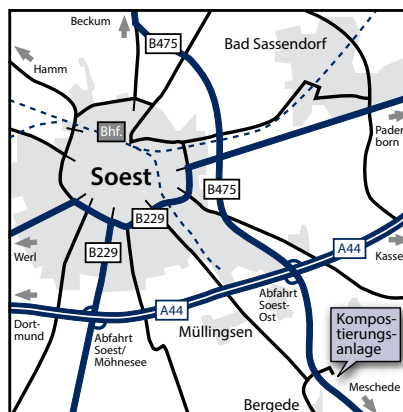 Beckum
B475
Bad Sassendorf
Hamm
Bhf.
Pader
born
Soest
B475
B229
B229
A44
Werl
Kasse
Abfahrt
Soest-
Ost
A44
Dort-
mund
Müllingsen
Kompos-
tierungs-
anlage
Abfahrt
Soest/
Möhnesee
Meschede
Bergede